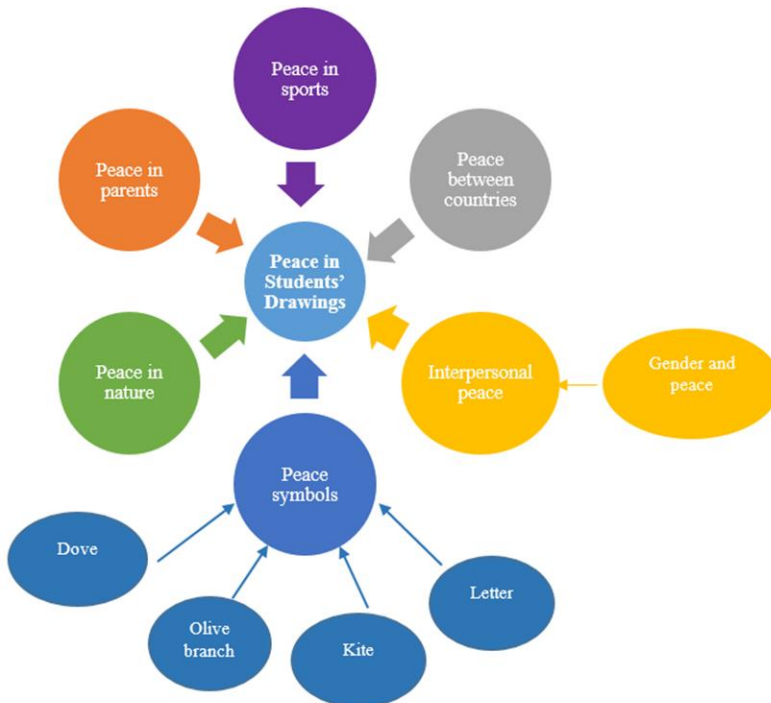 Peace in
sports
Peace in
parents
Peace
between
countries
Peace in
Students’
Drawings
Peace in
nature
Interpersonal
peace
Gender and
peace
Peace
symbols
Dove
Olive
branch
Kite
Letter